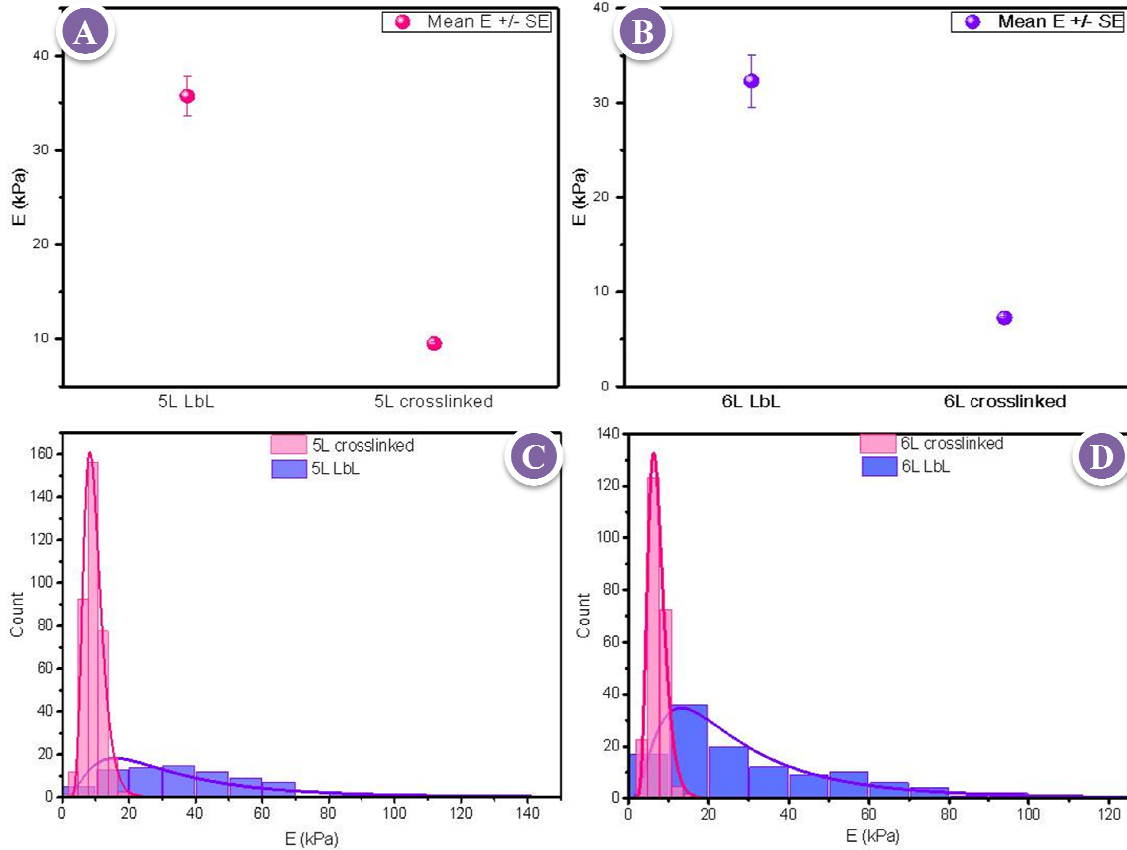 A
Mean E +/- SE
E (kPa)
40
30
20
10
5L LbL
5L crosslinked
B
Mean E +/- SE
E (kPa)
40
30
20
10
0
6L LbL
6L crosslinked
C
5L crosslinked
5L LbL
Count
160
140
120
100
80
60
40
20
0
0
20
40
60
80
100
120
140
E (kPa)
D
6L crosslinked
6L LbL
Count
140
120
100
80
60
40
20
0
0
20
40
60
80
100
120
E (kPa)